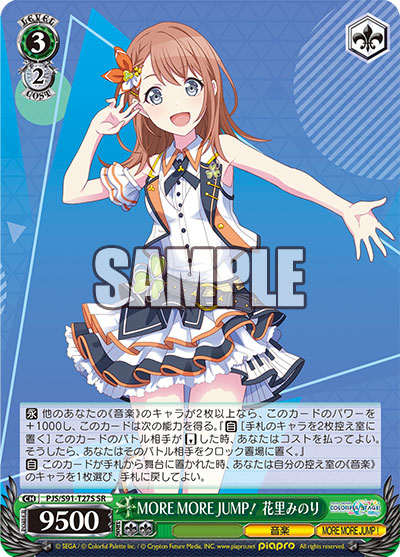 LEVEL
3
2
COST
SAMPLE
永 他のあなたの《音楽》のキャラが2枚以上なら、このカードのパワーを
+1000し、このカードは次の能力を得る。『自［手札のキャラを2枚控え室
に置く］このカードのバトル相手が【 】した時、あなたはコストを払ってよい。
そうしたら、あなたはそのキャラをクロック置場に置く。』
自 このカードが手札から舞台に置かれた時、あなたは自分の控え室の《音楽》
のキャラを1枚選び、手札に戻してよい。
CH PJS/S91-T27S SR
MORE MORE JUMP! 花里みのり
9500
音楽
MORE MORE JUMP!
© SEGA / © Colorful Palette Inc. / © Crypton Future Media, INC. www.piapro.net piapro All rights reserved.